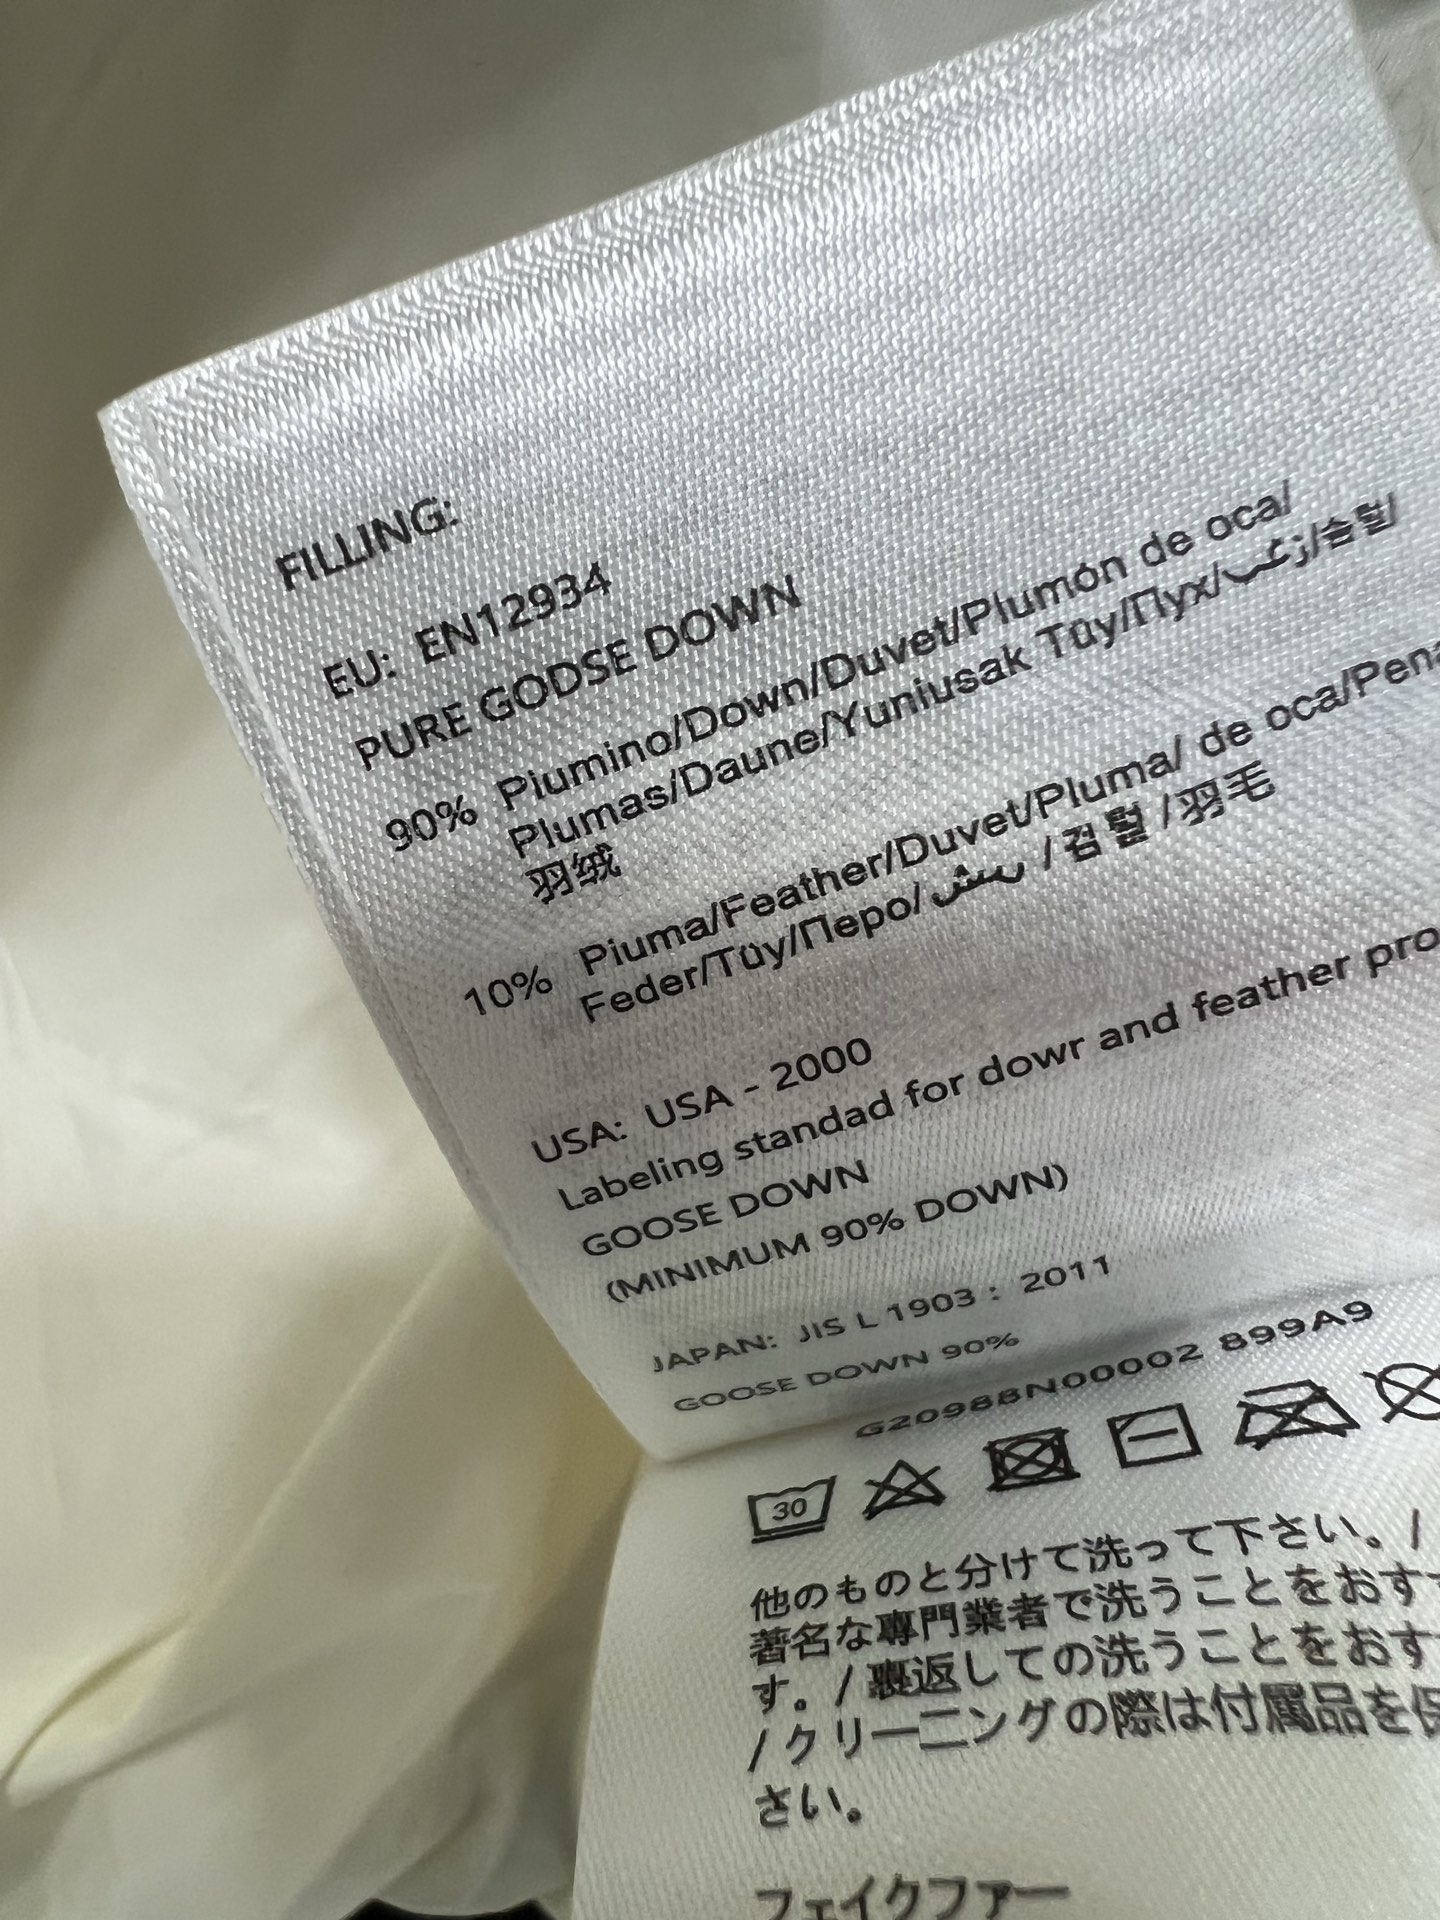 FILLING:
EU: EN12934
PURE GODSE DOWN
90% Piumino/Down/Duvet/Plumón de oca/
Plumas/Daune/Yuniusak Tüy/Пух/زغب/솜털/
羽绒
10% Piuma/Feather/Duvet/Pluma/ de oca/Pena
Feder/Tüy/Перо/ريش /검털 /羽毛
USA: USA - 2000
Labeling standad for dowr and feather pro
GOOSE DOWN
(MINIMUM 90% DOWN)
JAPAN: JIS L 1903 : 2011
GOOSE DOWN 90%
G20988N00002 899A9
30
他のものと分けて洗って下さい。/
著名な専門業者で洗うことをおす
す。/裏返しての洗うことをおす
/クリーニングの際は付属品を保
さい。
フェイクファー